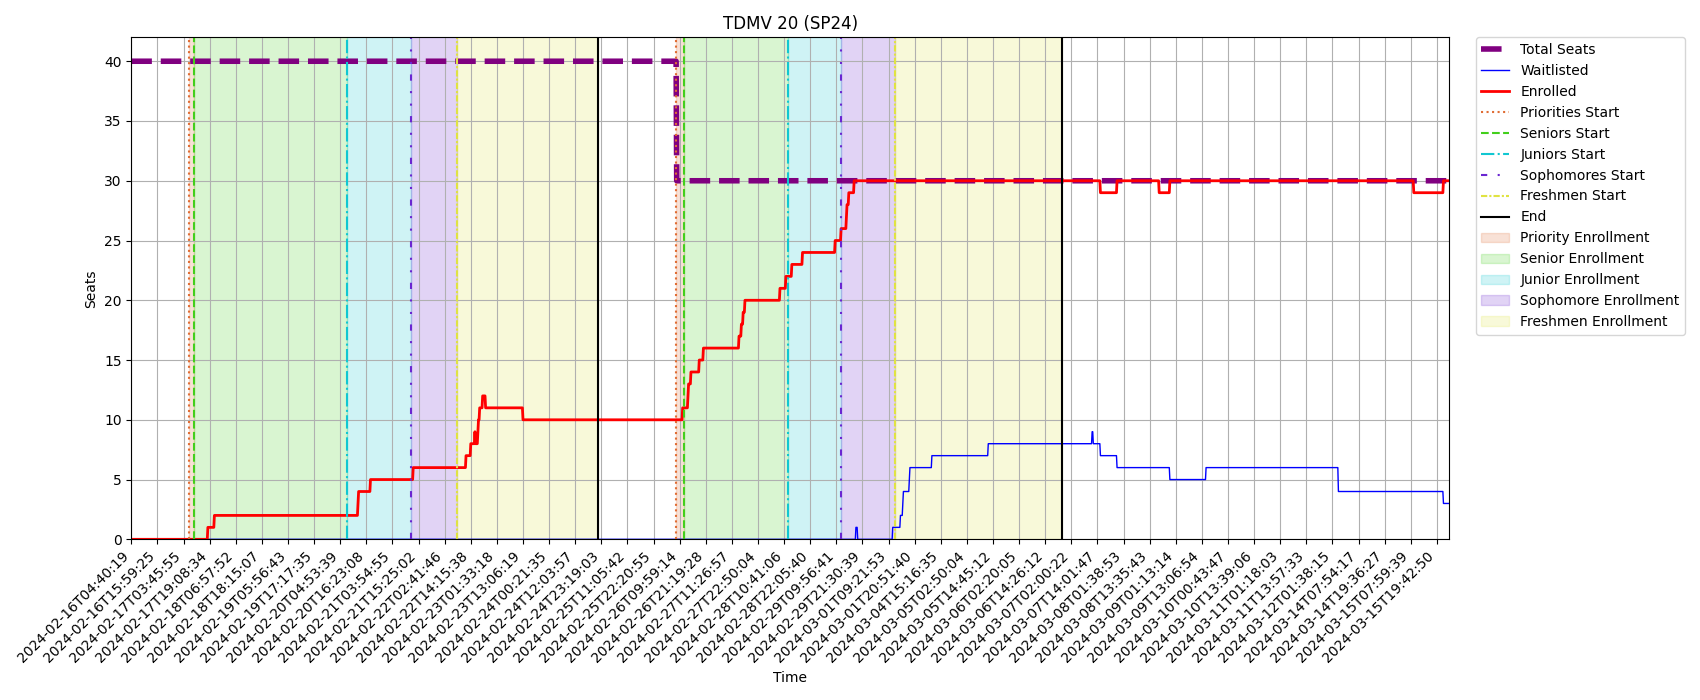 TDMV 20 (SP24)
40
35
30
25
20
15
10
5
0
Seats
2024-02-16T04:40:19
2024-02-16T15:59:25
2024-02-17T03:45:55
2024-02-17T19:08:34
2024-02-18T06:57:52
2024-02-18T18:15:07
2024-02-19T05:56:43
2024-02-19T17:17:35
2024-02-20T04:53:39
2024-02-20T16:23:08
2024-02-21T03:54:55
2024-02-21T15:25:02
2024-02-22T02:41:46
2024-02-22T14:15:38
2024-02-23T01:33:18
2024-02-23T13:06:19
2024-02-24T00:21:35
2024-02-24T12:03:57
2024-02-24T23:19:03
2024-02-25T11:05:42
2024-02-25T22:20:55
2024-02-26T09:59:14
2024-02-26T21:19:28
2024-02-27T11:26:57
2024-02-27T22:50:04
2024-02-28T10:41:06
2024-02-28T22:05:40
2024-02-29T09:56:41
2024-02-29T21:30:39
2024-03-01T09:21:53
2024-03-01T20:51:40
2024-03-04T15:16:35
2024-03-05T02:50:04
2024-03-05T14:45:12
2024-03-06T02:20:05
2024-03-06T14:26:12
2024-03-07T02:00:22
2024-03-07T14:01:47
2024-03-08T01:38:53
2024-03-08T13:35:43
2024-03-09T01:13:14
2024-03-09T13:06:54
2024-03-10T00:43:47
2024-03-10T13:39:06
2024-03-11T01:18:03
2024-03-11T13:57:33
2024-03-12T01:38:15
2024-03-14T07:54:17
2024-03-14T19:36:27
2024-03-15T07:59:39
2024-03-15T19:42:50
Time
Total Seats
Waitlisted
Enrolled
Priorities Start
Seniors Start
Juniors Start
Sophomores Start
Freshmen Start
End
Priority Enrollment
Senior Enrollment
Junior Enrollment
Sophomore Enrollment
Freshmen Enrollment